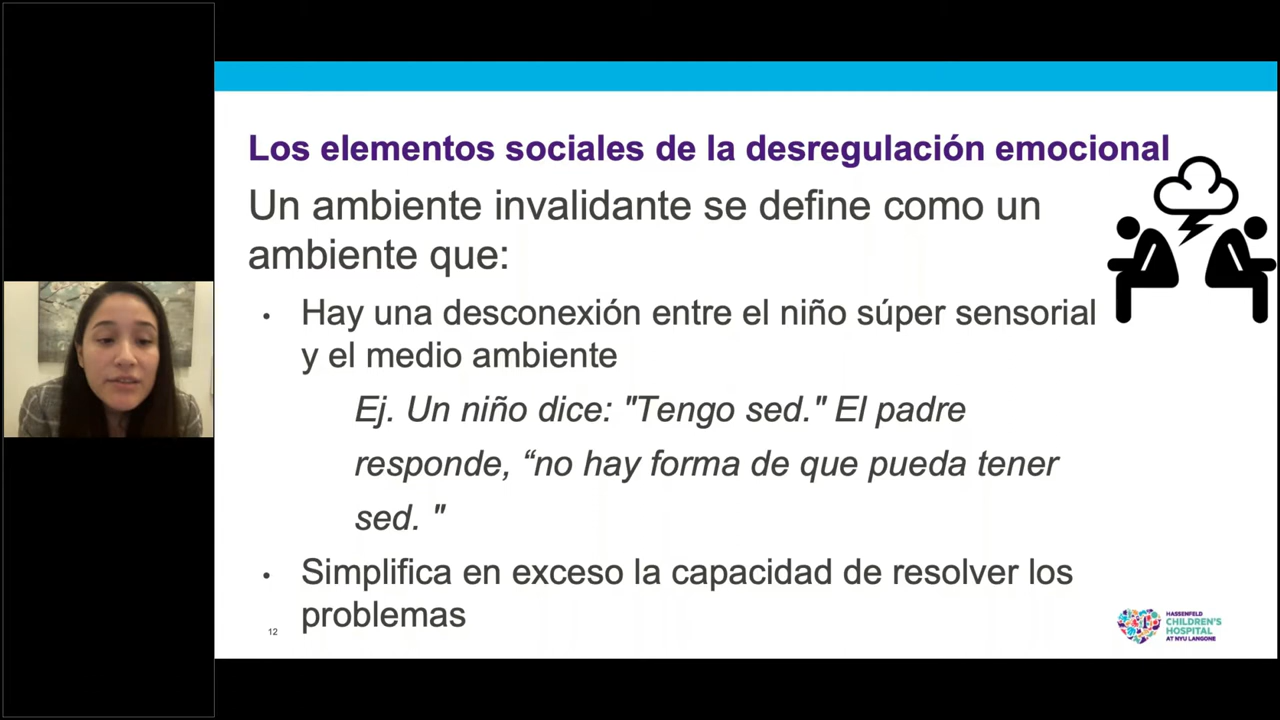 Los elementos sociales de la desregulación emocional
Un ambiente invalidante se define como un
ambiente que:
• Hay una desconexión entre el niño súper sensorial
y el medio ambiente
Ej. Un niño dice: "Tengo sed." El padre
responde, “no hay forma de que pueda tener
sed. "
• Simplifica en exceso la capacidad de resolver los
problemas
12
HASSENFELD
CHILDREN'S
HOSPITAL
AT NYU LANGONE